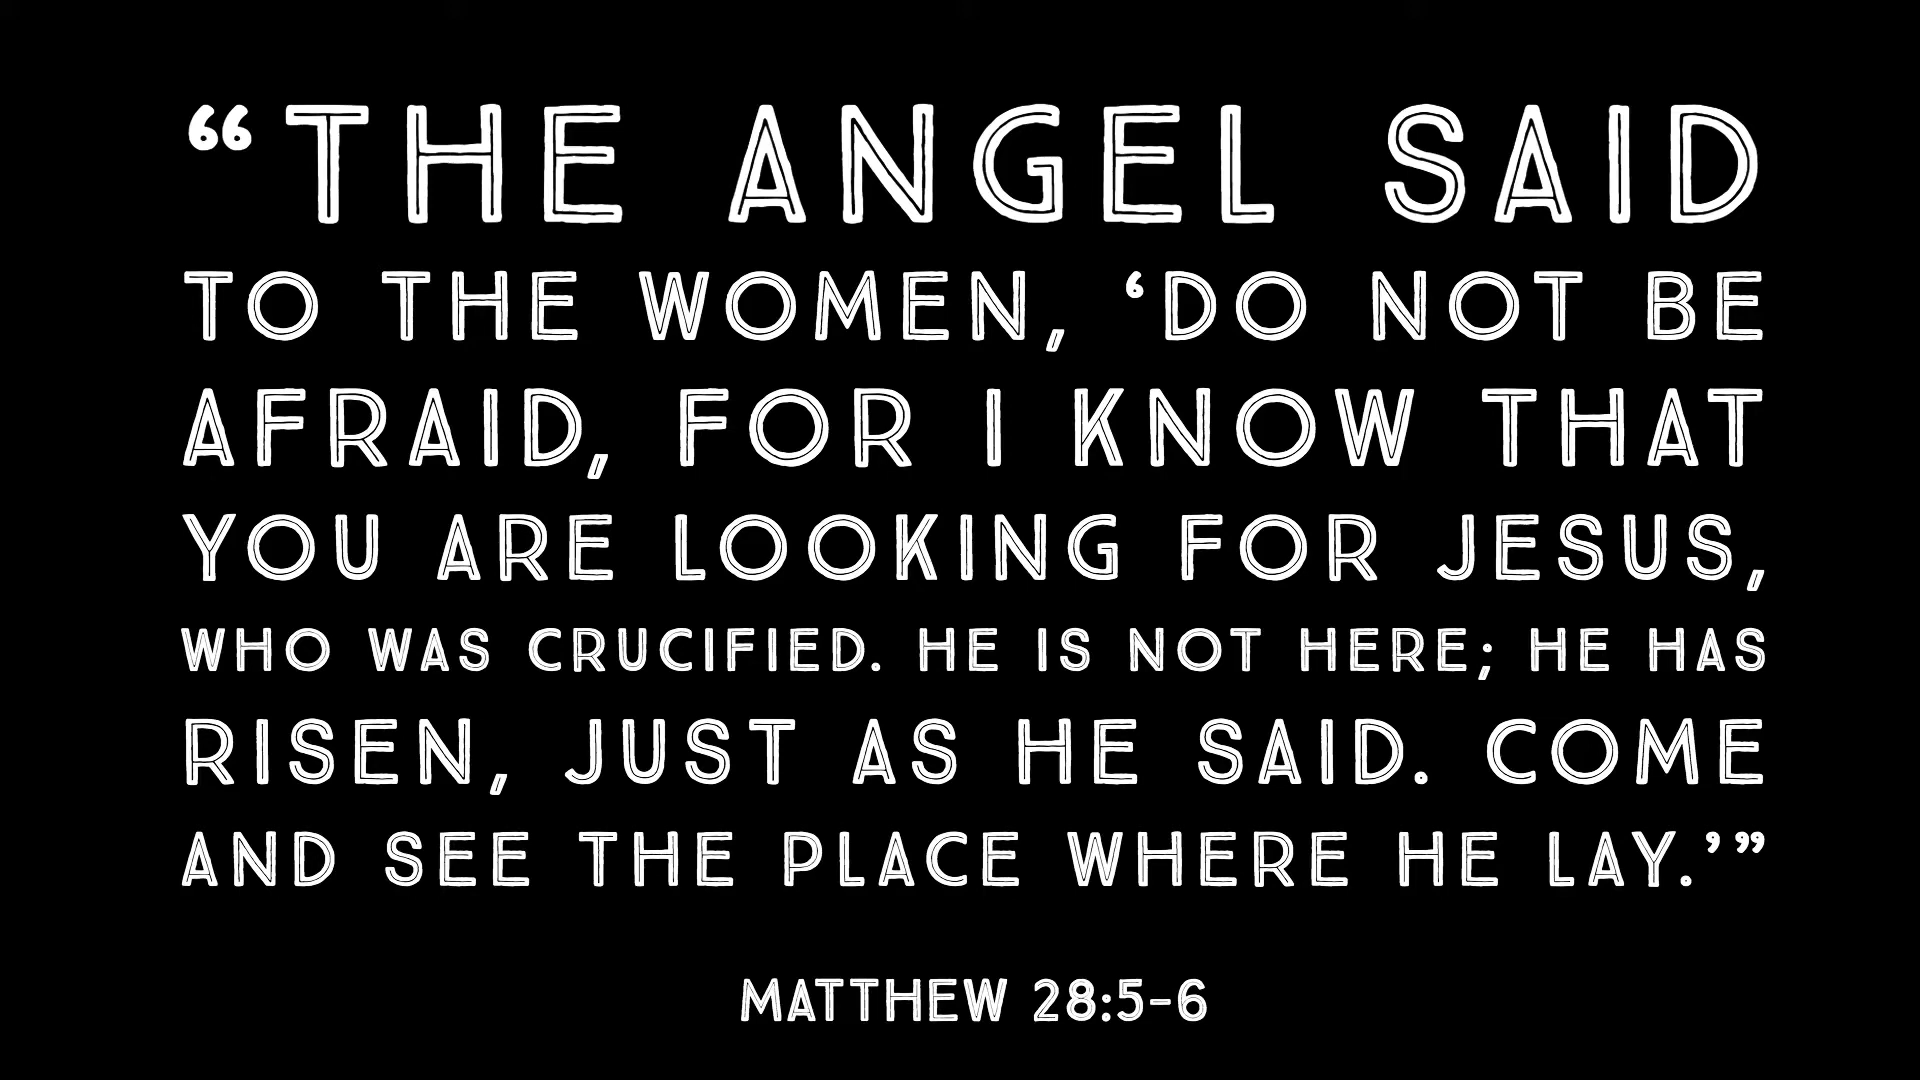 “THE ANGEL SAID
TO THE WOMEN, ‘DO NOT BE
AFRAID, FOR I KNOW THAT
YOU ARE LOOKING FOR JESUS,
WHO WAS CRUCIFIED. HE IS NOT HERE; HE HAS
RISEN, JUST AS HE SAID. COME
AND SEE THE PLACE WHERE HE LAY.’”
MATTHEW 28:5-6